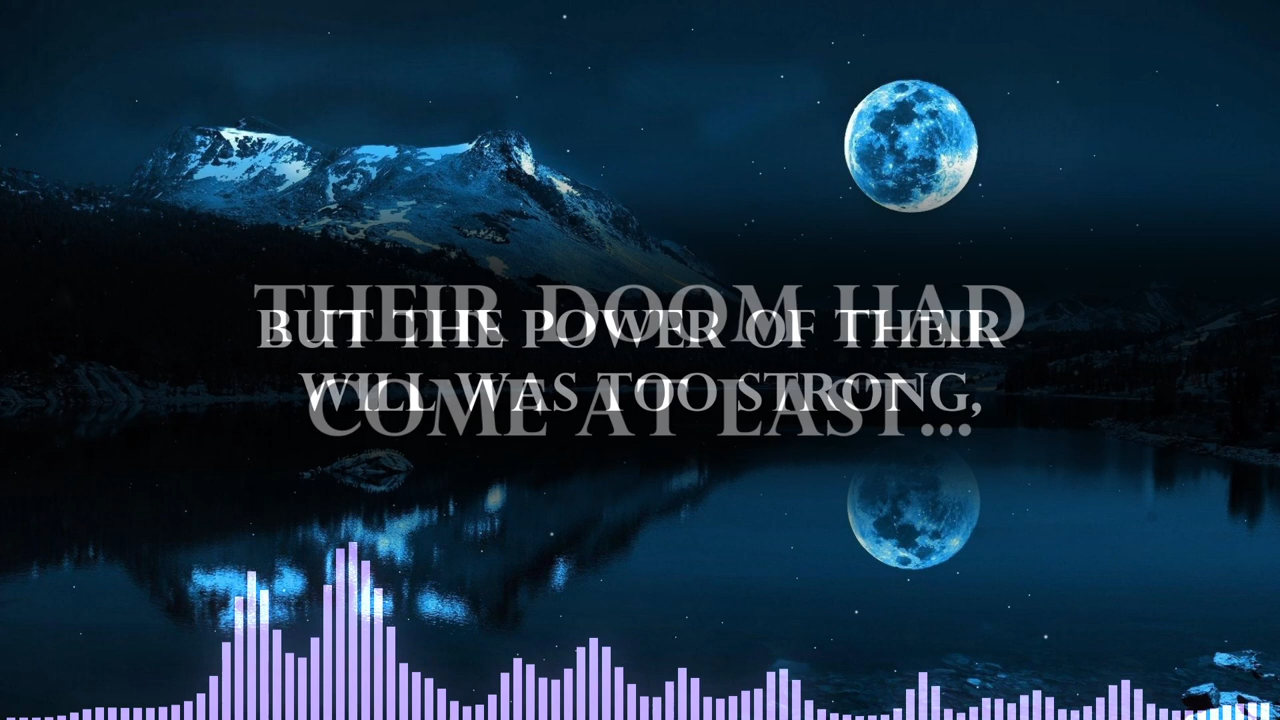 THEIR DOOM HAD
COME AT LAST...
BUT THE POWER OF THEIR
WILL WAS TOO STRONG,